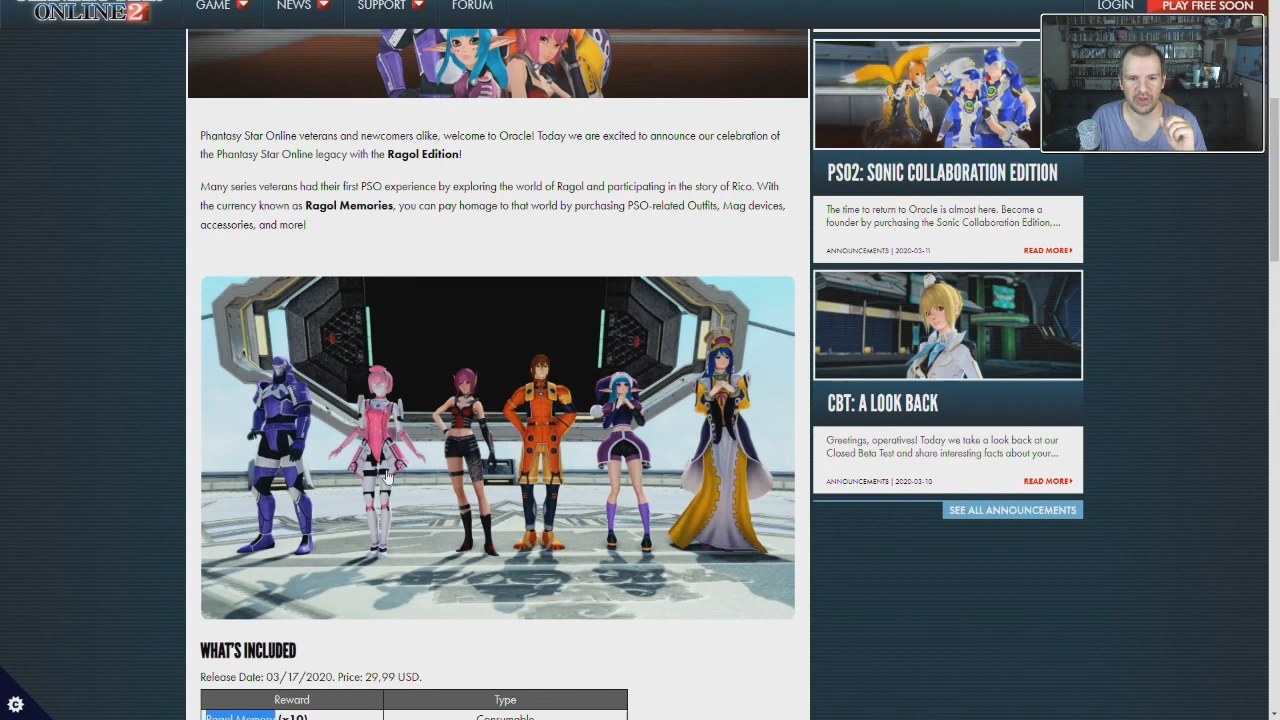 ONLINE 2
GAME
NEWS
SUPPORT
FORUM
LOGIN
PLAY FREE SOON
Phantasy Star Online veterans and newcomers alike, welcome to Oracle! Today we are excited to announce our celebration of
the Phantasy Star Online legacy with the Ragol Edition!
Many series veterans had their first PSO experience by exploring the world of Ragol and participating in the story of Rico. With
the currency known as Ragol Memories, you can pay homage to that world by purchasing PSO-related Outfits, Mag devices,
accessories, and more!
WHAT'S INCLUDED
Release Date: 03/17/2020. Price: 29,99 USD.
Reward Type
Ragol Memory (x10) Consumable
PSO2: SONIC COLLABORATION EDITION
The time to return to Oracle is almost here. Become a
founder by purchasing the Sonic Collaboration Edition,...
ANNOUNCEMENTS | 2020-03-11 READ MORE
CBT: A LOOK BACK
Greetings, operatives! Today we take a look back at our
Closed Beta Test and share interesting facts about your...
ANNOUNCEMENTS | 2020-03-10 READ MORE
SEE ALL ANNOUNCEMENTS